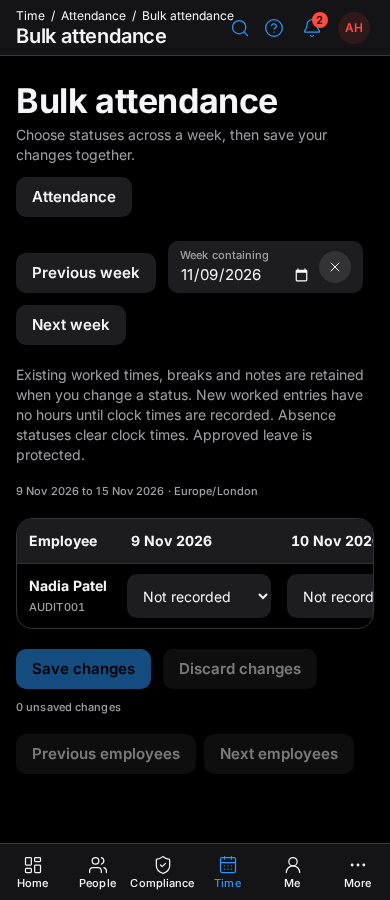 Time / Attendance / Bulk attendance
Bulk attendance
2
AH
Bulk attendance
Choose statuses across a week, then save your
changes together.
Attendance
Previous week
Week containing
11/09/2026
Next week
Existing worked times, breaks and notes are retained
when you change a status. New worked entries have
no hours until clock times are recorded. Absence
statuses clear clock times. Approved leave is
protected.
9 Nov 2026 to 15 Nov 2026 · Europe/London
Employee 9 Nov 2026 10 Nov 202
Nadia Patel
AUDIT001
Not recorded Not record
Save changes Discard changes
0 unsaved changes
Previous employees Next employees
Home People Compliance Time Me More